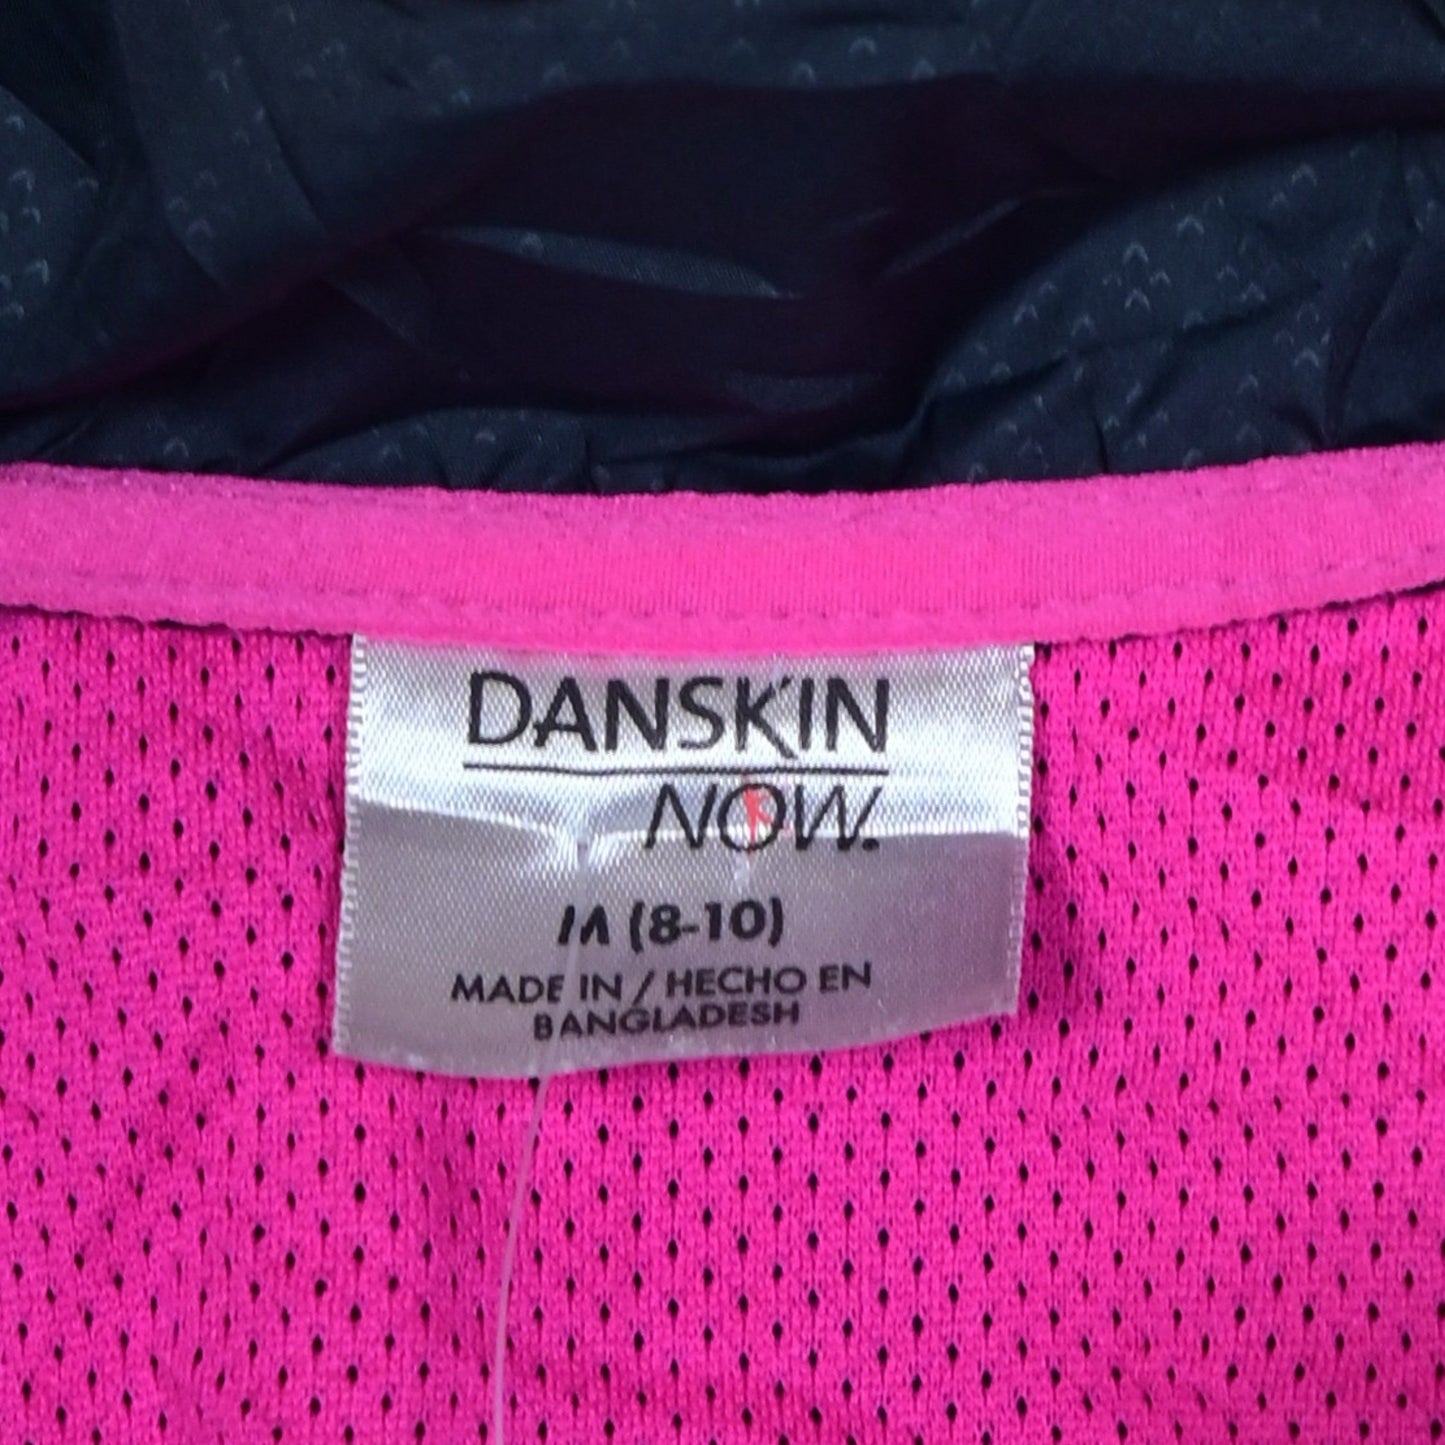 DANSKIN
NOW.
M (8-10)
MADE IN / HECHO EN
BANGLADESH